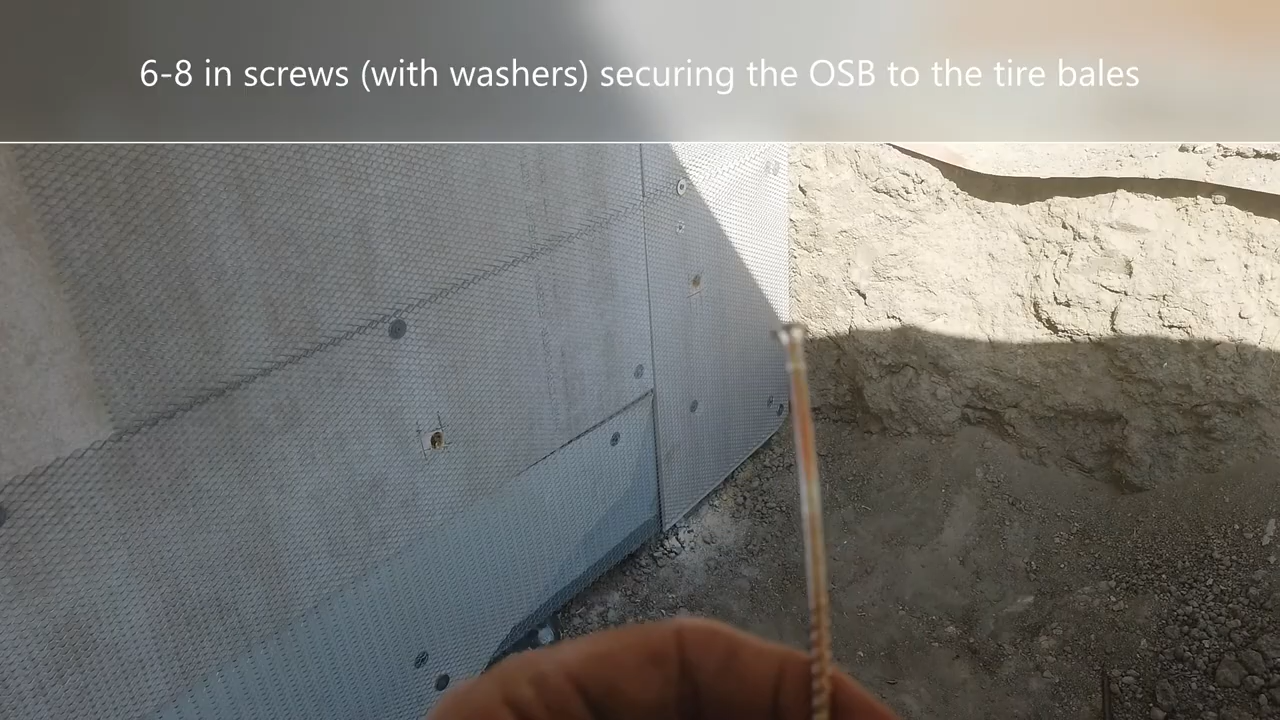 6-8 in screws (with washers) securing the OSB to the tire bales